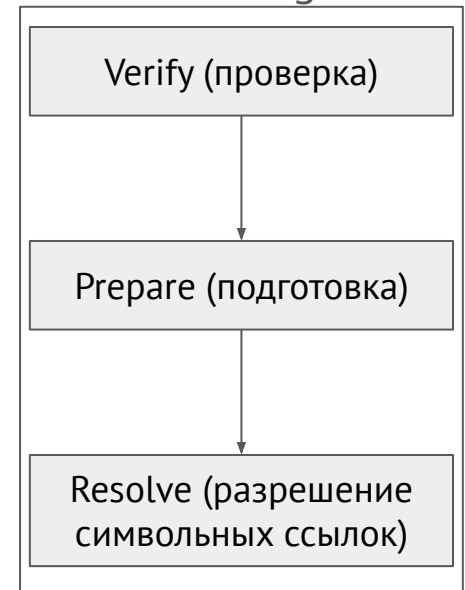 Verify (проверка)
Prepare (подготовка)
Resolve (разрешение
символьных ссылок)